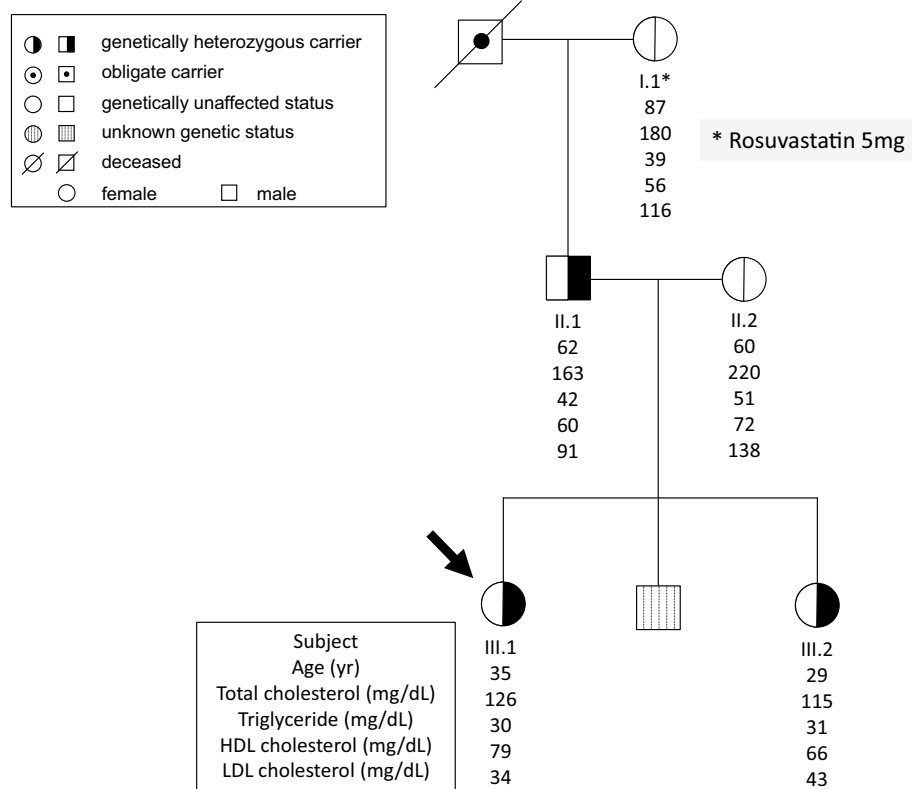 genetically heterozygous carrier
obligate carrier
genetically unaffected status
unknown genetic status
deceased
female male
I.1*
87
180
39
56
116
* Rosuvastatin 5mg
II.1
62
163
42
60
91
II.2
60
220
51
72
138
Subject
Age (yr)
Total cholesterol (mg/dL)
Triglyceride (mg/dL)
HDL cholesterol (mg/dL)
LDL cholesterol (mg/dL)
III.1
35
126
30
79
34
III.2
29
115
31
66
43